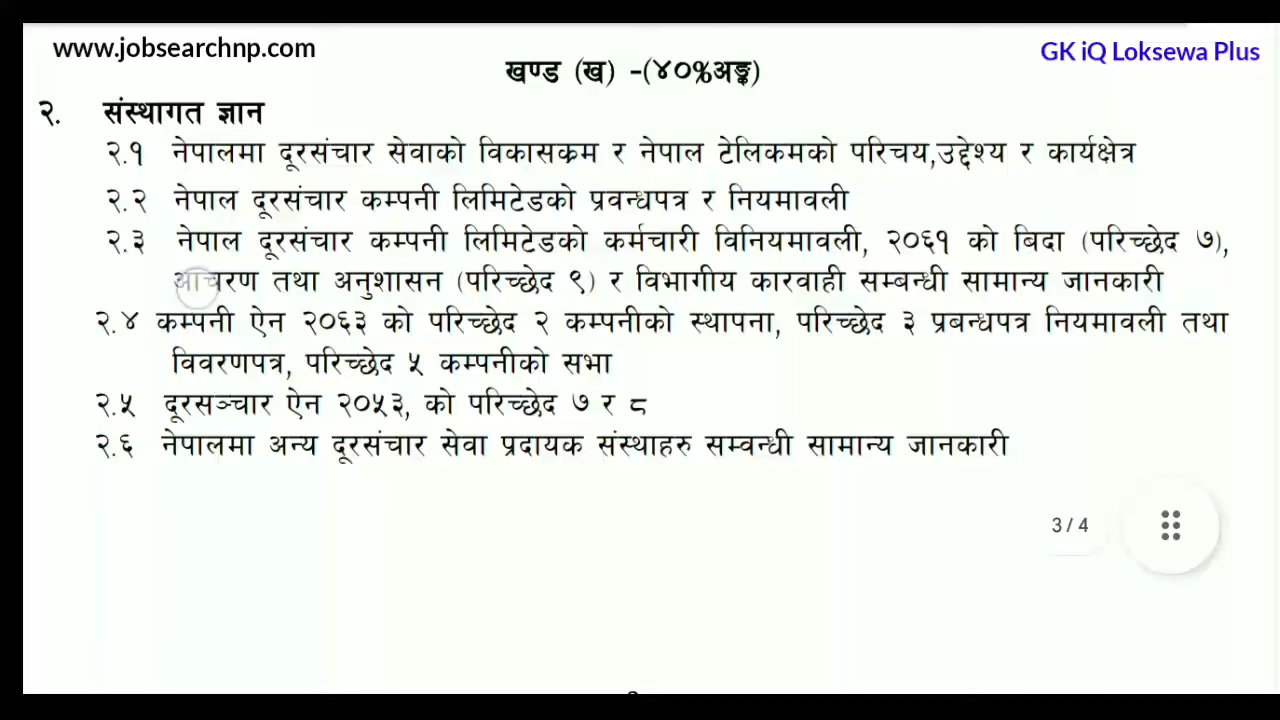 www.jobsearchnp.com
GK iQ Loksewa Plus
खण्ड (ख) -(४०%अङ्क)
२. संस्थागत ज्ञान
२.१ नेपालमा दूरसंचार सेवाको विकासक्रम र नेपाल टेलिकमको परिचय,उद्देश्य र कार्यक्षेत्र
२.२ नेपाल दूरसंचार कम्पनी लिमिटेडको प्रवन्धपत्र र नियमावली
२.३ नेपाल दूरसंचार कम्पनी लिमिटेडको कर्मचारी विनियमावली, २०६१ को बिदा (परिच्छेद ७),
आचरण तथा अनुशासन (परिच्छेद ९) र विभागीय कारवाही सम्बन्धी सामान्य जानकारी
२.४ कम्पनी ऐन २०६३ को परिच्छेद २ कम्पनीको स्थापना, परिच्छेद ३ प्रबन्धपत्र नियमावली तथा
विवरणपत्र, परिच्छेद ५ कम्पनीको सभा
२.५ दूरसञ्चार ऐन २०५३, को परिच्छेद ७ र ८
२.६ नेपालमा अन्य दूरसंचार सेवा प्रदायक संस्थाहरु सम्वन्धी सामान्य जानकारी
3 / 4